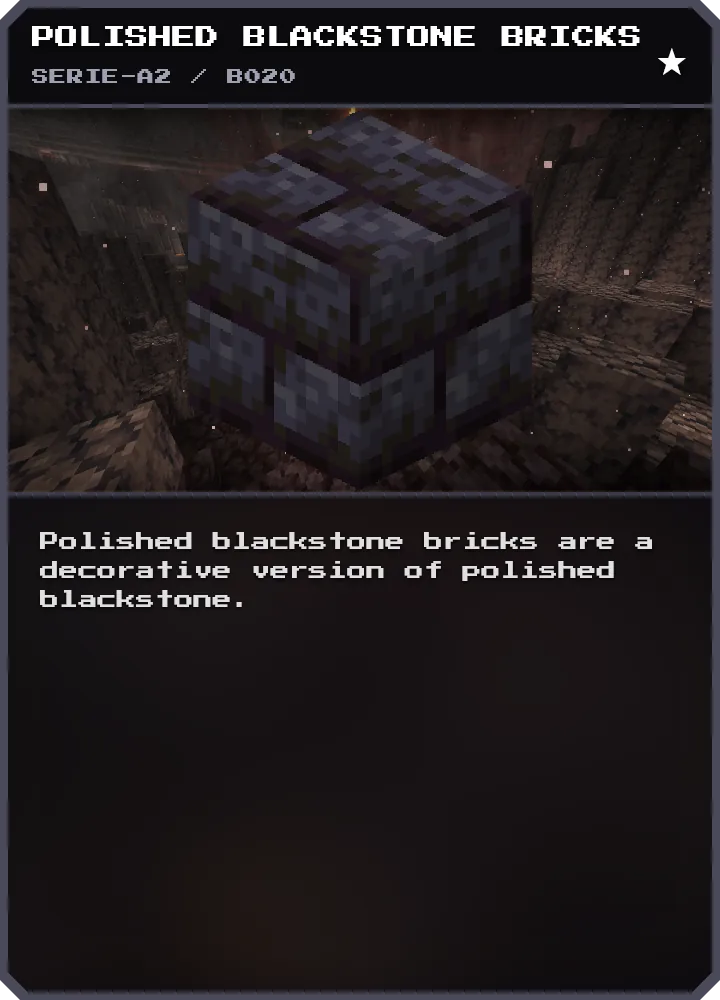 POLISHED BLACKSTONE BRICKS
SERIE-A2 / B020
Polished blackstone bricks are a
decorative version of polished
blackstone.